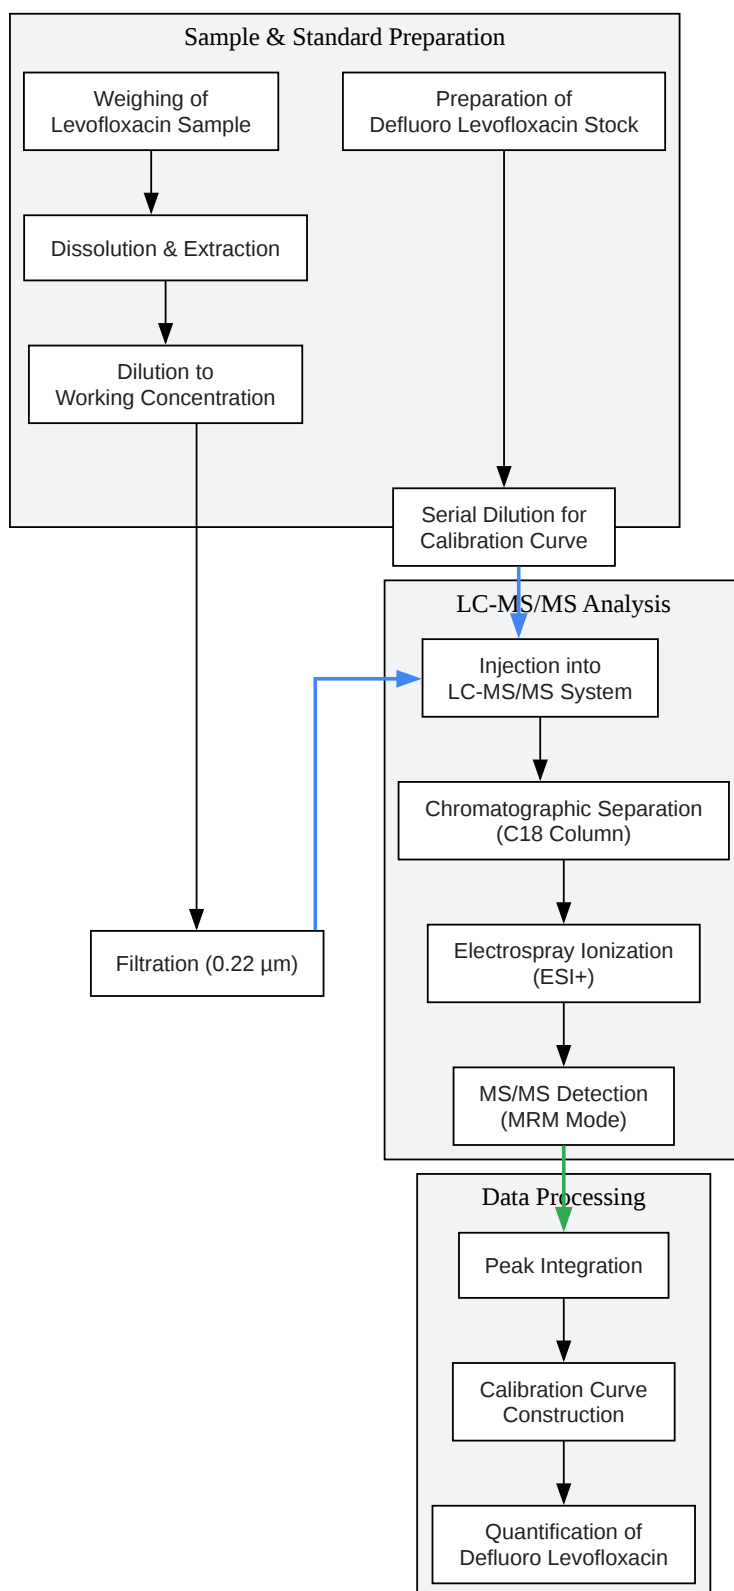 Sample & Standard Preparation
Weighing of
Levofloxacin Sample
Preparation of
Defluoro Levofloxacin Stock
Dissolution & Extraction
Dilution to
Working Concentration
Serial Dilution for
Calibration Curve
LC-MS/MS Analysis
Injection into
LC-MS/MS System
Chromatographic Separation
(C18 Column)
Filtration (0.22 µm)
Electrospray Ionization
(ESI+)
MS/MS Detection
(MRM Mode)
Data Processing
Peak Integration
Calibration Curve
Construction
Quantification of
Defluoro Levofloxacin